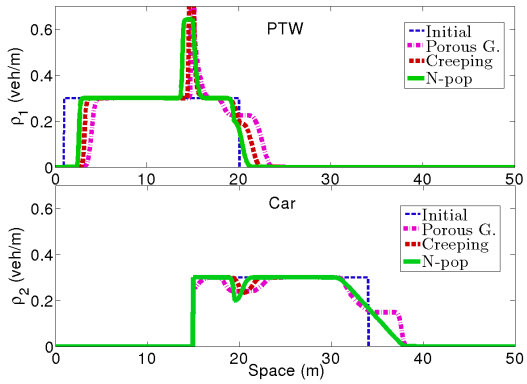 PTW
Initial
Porous G.
Creeping
N-pop
ρ1 (veh/m)
0.6
0.4
0.2
0
0 10 20 30 40 50
Car
Initial
Porous G.
Creeping
N-pop
ρ2 (veh/m)
0.6
0.4
0.2
0
0 10 20 30 40 50
Space (m)